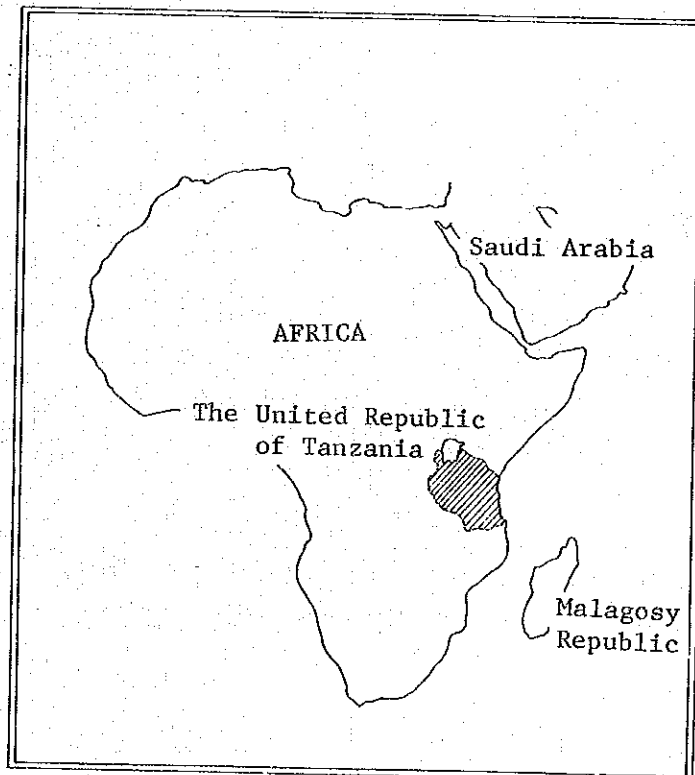 Saudi Arabia
AFRICA
The United Republic
of Tanzania
Malagosy
Republic